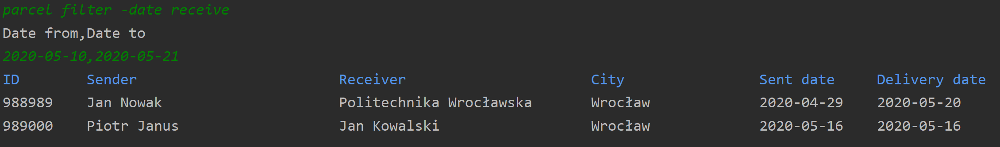 parcel filter -date receive
Date from,Date to
2020-05-10,2020-05-21
ID Sender Receiver City Sent date Delivery date
988989 Jan Nowak Politechnika Wrocławska Wrocław 2020-04-29 2020-05-20
989000 Piotr Janus Jan Kowalski Wrocław 2020-05-16 2020-05-16